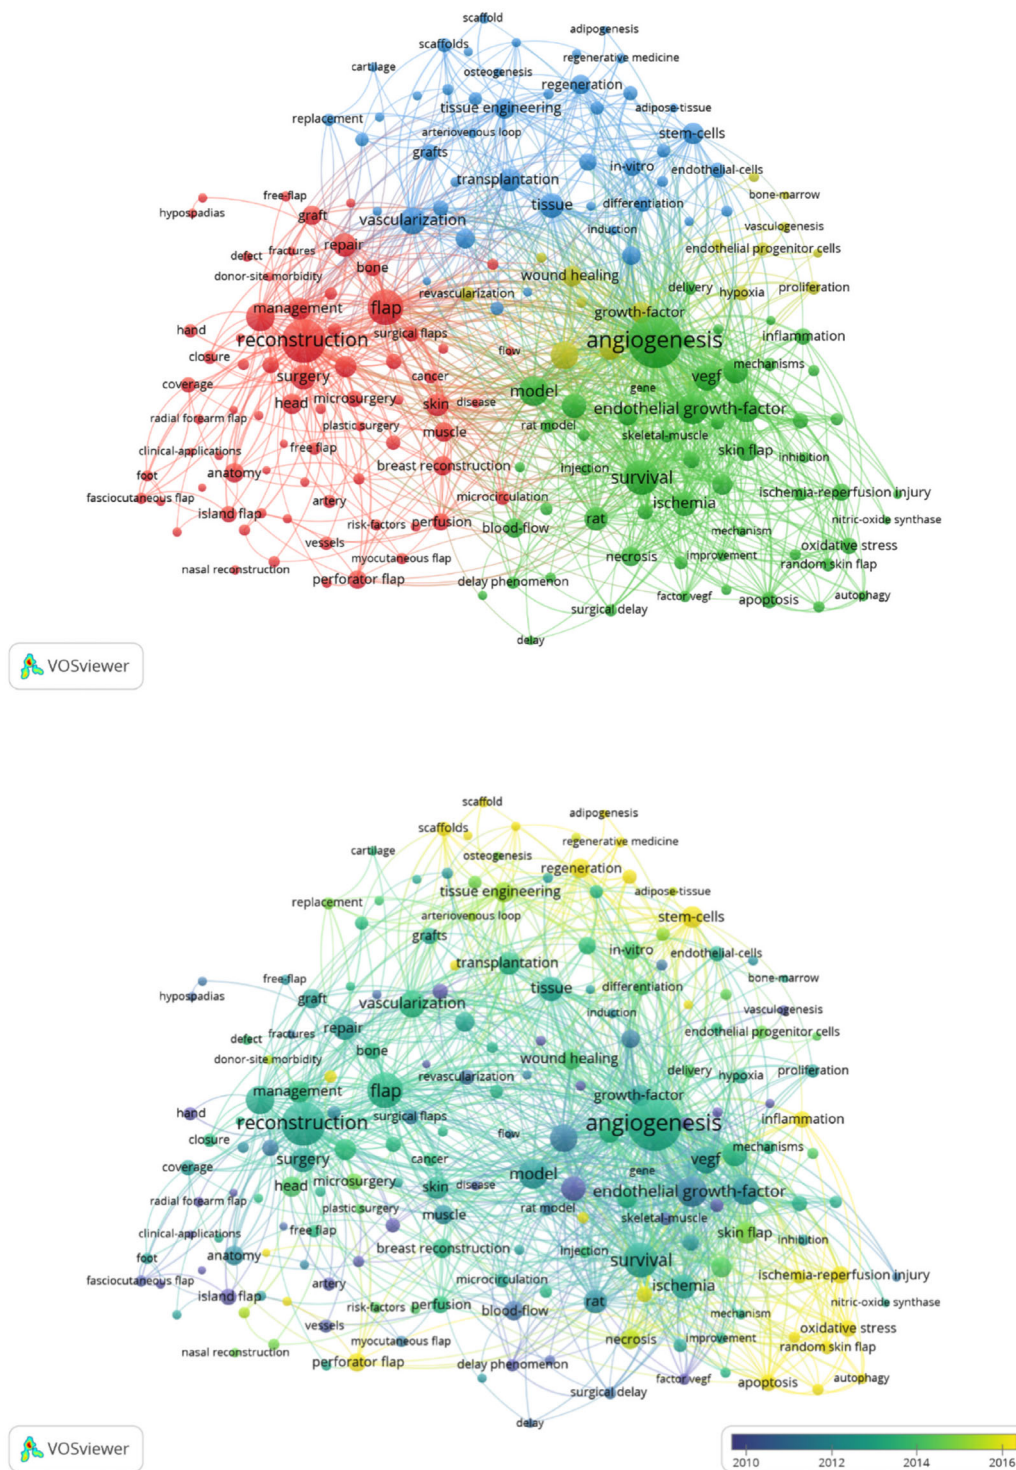 scaffold
adipogenesis
scaffolds
regenerative medicine
cartilage
osteogenesis
regeneration
tissue engineering
adipose-tissue
replacement
arteriovenous loop
stem-cells
grafts
in-vitro
endothelial-cells
transplantation
bone-marrow
free-flap
hypospadias
graft
vascularization
tissue
differentiation
vasculogenesis
induction
repair
endothelial progenitor cells
defect
fractures
bone
donor-site morbidity
wound healing
delivery
hypoxia
proliferation
revascularization
management
flap
growth-factor
hand
surgical flaps
reconstruction
angiogenesis
inflammation
closure
flow
mechanisms
surgery
cancer
vegf
coverage
model
gene
head
microsurgery
skin
disease
endothelial growth-factor
radial forearm flap
plastic surgery
muscle
rat model
skeletal-muscle
clinical-applications
free flap
skin flap
inhibition
foot
anatomy
breast reconstruction
injection
survival
fasciocutaneous flap
artery
microcirculation
ischemia
ischemia-reperfusion injury
island flap
risk-factors
perfusion
blood-flow
rat
nitric-oxide synthase
vessels
mechanism
oxidative stress
myocutaneous flap
necrosis
improvement
random skin flap
nasal reconstruction
perforator flap
delay phenomenon
factor vegf
apoptosis
autophagy
surgical delay
delay
VOSviewer
scaffold
adipogenesis
scaffolds
regenerative medicine
cartilage
osteogenesis
regeneration
tissue engineering
adipose-tissue
replacement
arteriovenous loop
stem-cells
grafts
in-vitro
endothelial-cells
transplantation
bone-marrow
free-flap
hypospadias
graft
vascularization
tissue
differentiation
vasculogenesis
induction
repair
endothelial progenitor cells
defect
fractures
bone
donor-site morbidity
wound healing
delivery
hypoxia
proliferation
revascularization
management
flap
growth-factor
hand
surgical flaps
reconstruction
angiogenesis
inflammation
closure
flow
mechanisms
surgery
cancer
vegf
coverage
model
gene
head
microsurgery
skin
disease
endothelial growth-factor
radial forearm flap
plastic surgery
muscle
rat model
skeletal-muscle
clinical-applications
free flap
skin flap
inhibition
foot
anatomy
breast reconstruction
injection
survival
fasciocutaneous flap
artery
microcirculation
ischemia
ischemia-reperfusion injury
island flap
risk-factors
perfusion
blood-flow
rat
nitric-oxide synthase
vessels
mechanism
oxidative stress
myocutaneous flap
necrosis
improvement
random skin flap
nasal reconstruction
perforator flap
delay phenomenon
factor vegf
apoptosis
autophagy
surgical delay
delay
VOSviewer
2010 2012 2014 2016